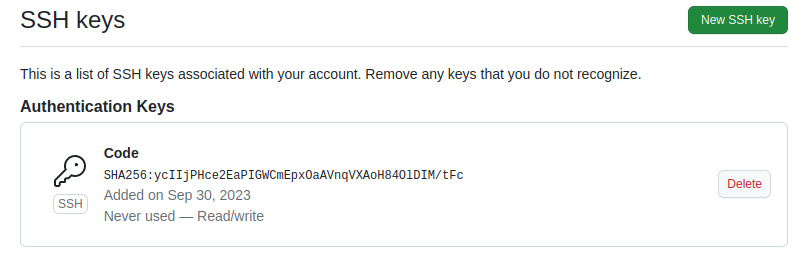 SSH keys
New SSH key
This is a list of SSH keys associated with your account. Remove any keys that you do not recognize.
Authentication Keys
Code
SHA256:ycIIjPHce2EaPIGWCmEpxOaAVnqVXAoH84OlDIM/tFc
Added on Sep 30, 2023
Never used — Read/write
SSH
Delete